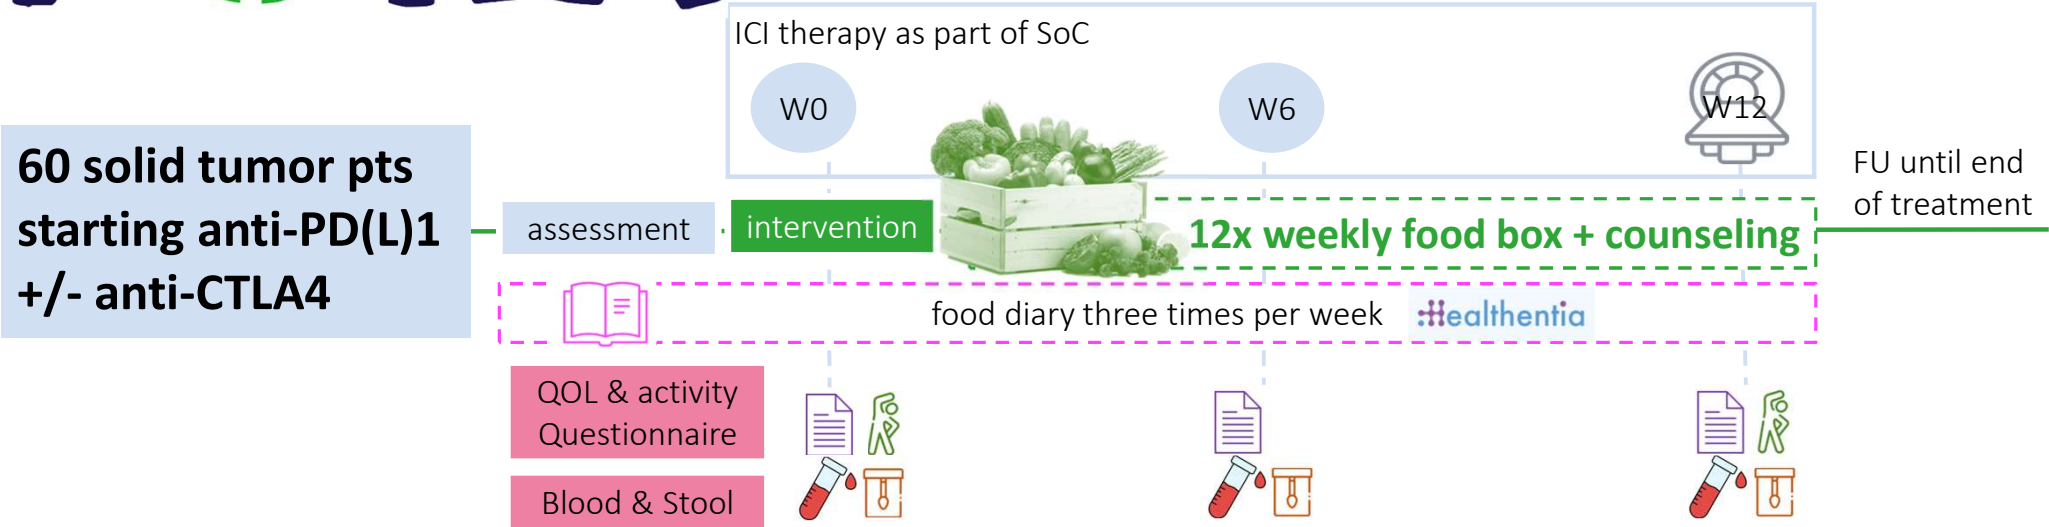 ICI therapy as part of SoC
W0
W6
W12
60 solid tumor pts
starting anti-PD(L)1
+/- anti-CTLA4
assessment
intervention
12x weekly food box + counseling
FU until end
of treatment
food diary three times per week
Healthentia
QOL & activity
Questionnaire
Blood & Stool